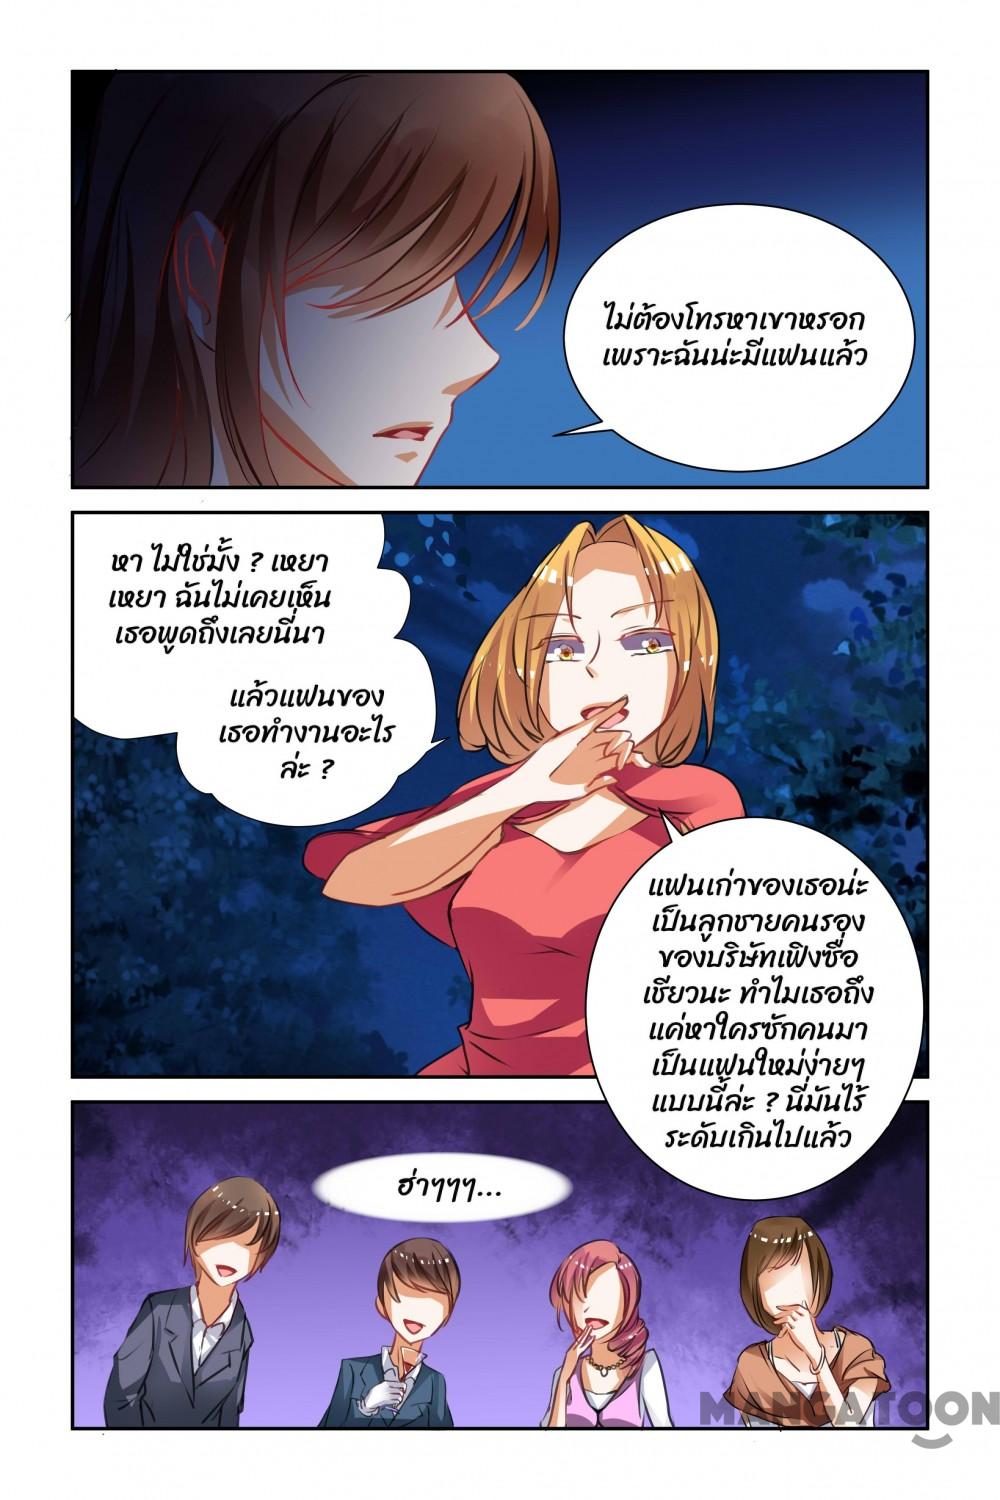 ไม่ต้องโทรหาเขาหรอก
เพราะฉันน่ะมีแฟนแล้ว
หา ไม่ใช่มั้ง ? เหยา
เหยา ฉันไม่เคยเห็น
เธอพูดถึงเลยนี่นา
แล้วแฟนของ
เธอทำงานอะไร
ล่ะ ?
แฟนเก่าของเธอน่ะ
เป็นลูกชายคนรอง
ของบริษัทเฟิงซื่อ
เชียวนะ ทำไมเธอถึง
แค่หาใครซักคนมา
เป็นแฟนใหม่ง่ายๆ
แบบนี้ล่ะ ? นี่มันไร้
ระดับเกินไปแล้ว
ฮ่าๆๆๆ...
MANGATOON